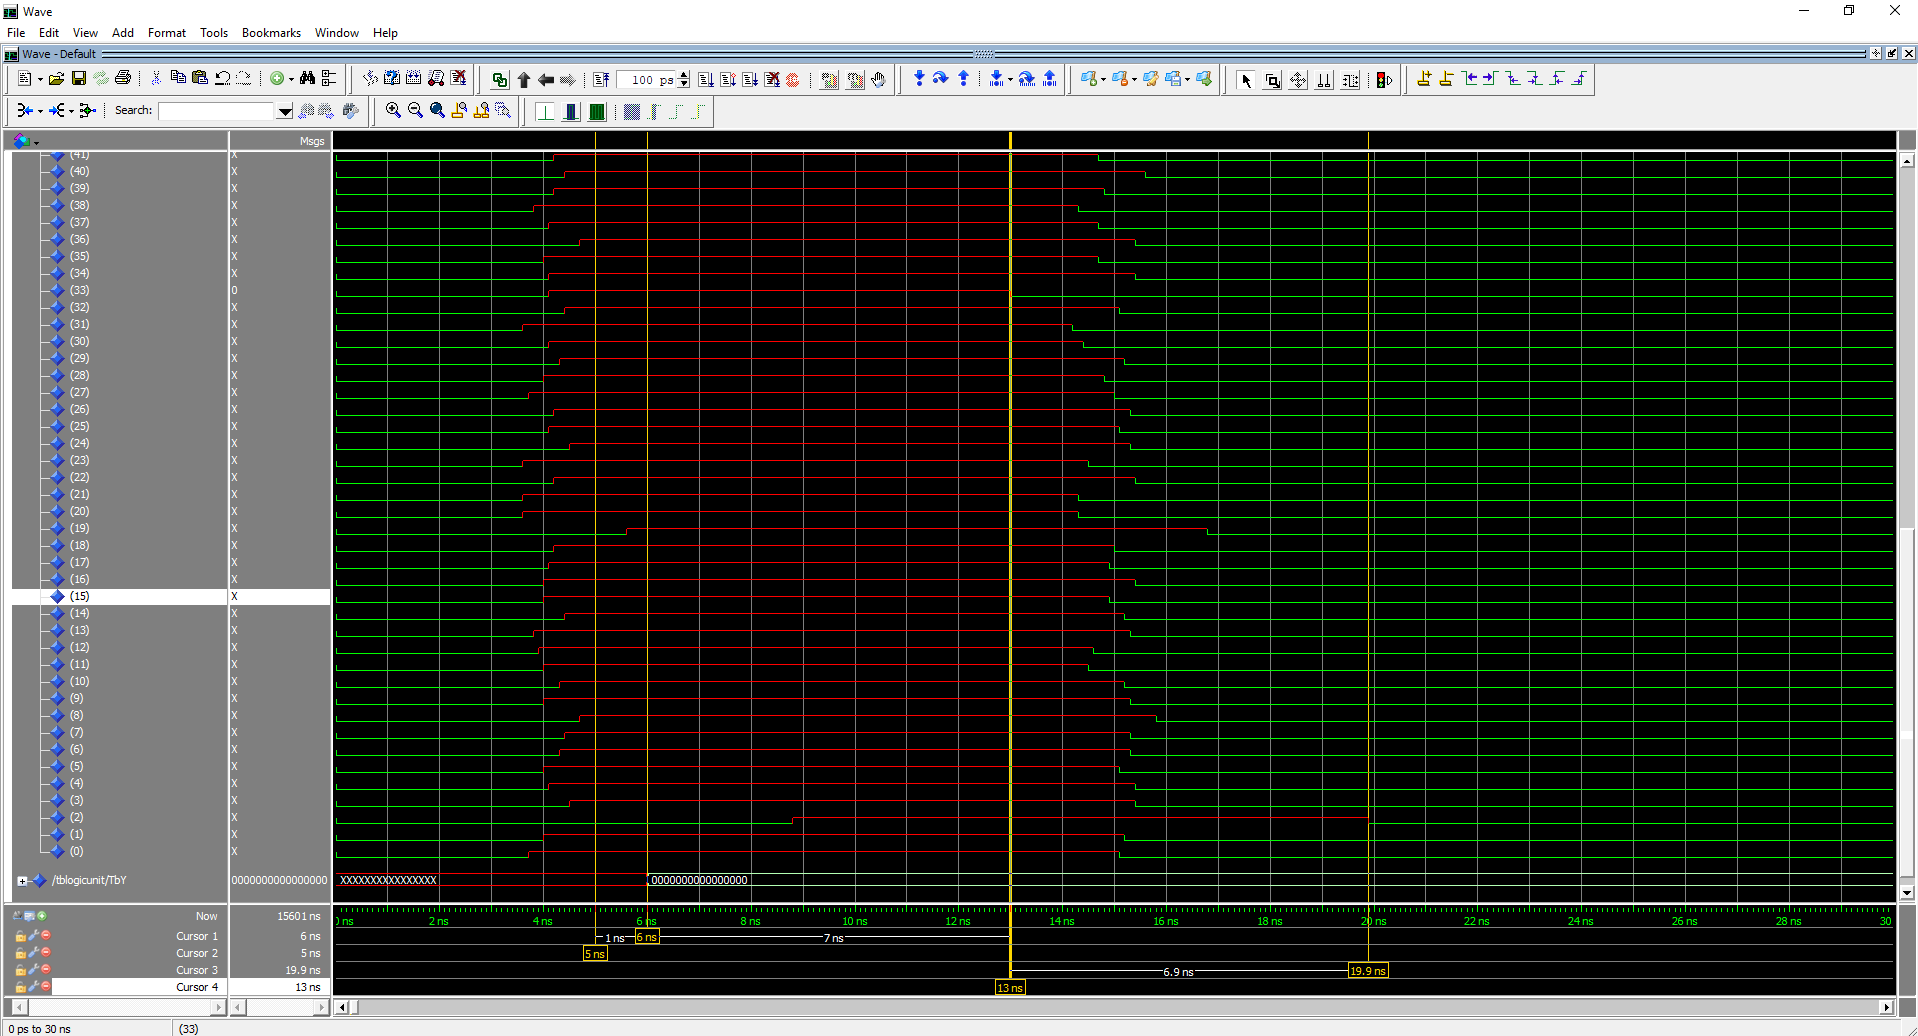 Wave
File Edit View Add Format Tools Bookmarks Window Help
Wave - Default
100 ps
Search:
Msgs
(41) X
(40) X
(39) X
(38) X
(37) X
(36) X
(35) X
(34) X
(33) 0
(32) X
(31) X
(30) X
(29) X
(28) X
(27) X
(26) X
(25) X
(24) X
(23) X
(22) X
(21) X
(20) X
(19) X
(18) X
(17) X
(16) X
(15) X
(14) X
(13) X
(12) X
(11) X
(10) X
(9) X
(8) X
(7) X
(6) X
(5) X
(4) X
(3) X
(2) X
(1) X
(0) X
/tblogicunit/TbY 0000000000000000 XXXXXXXXXXXXXXXX 0000000000000000
Now 15601 ns 0 ns 2 ns 4 ns 6 ns 8 ns 10 ns 12 ns 14 ns 16 ns 18 ns 20 ns 22 ns 24 ns 26 ns 28 ns 30
Cursor 1 6 ns 1 ns 6 ns 7 ns
Cursor 2 5 ns 5 ns
Cursor 3 19.9 ns 6.9 ns 19.9 ns
Cursor 4 13 ns 13 ns
0 ps to 30 ns (33)